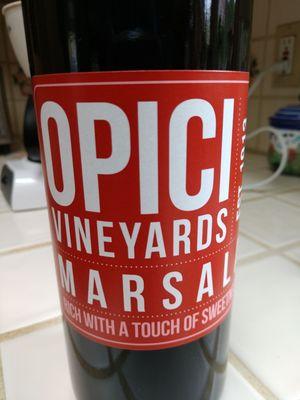 OPICI
VINEYARDS
MARSAL
RICH WITH A TOUCH OF
EST. 1913